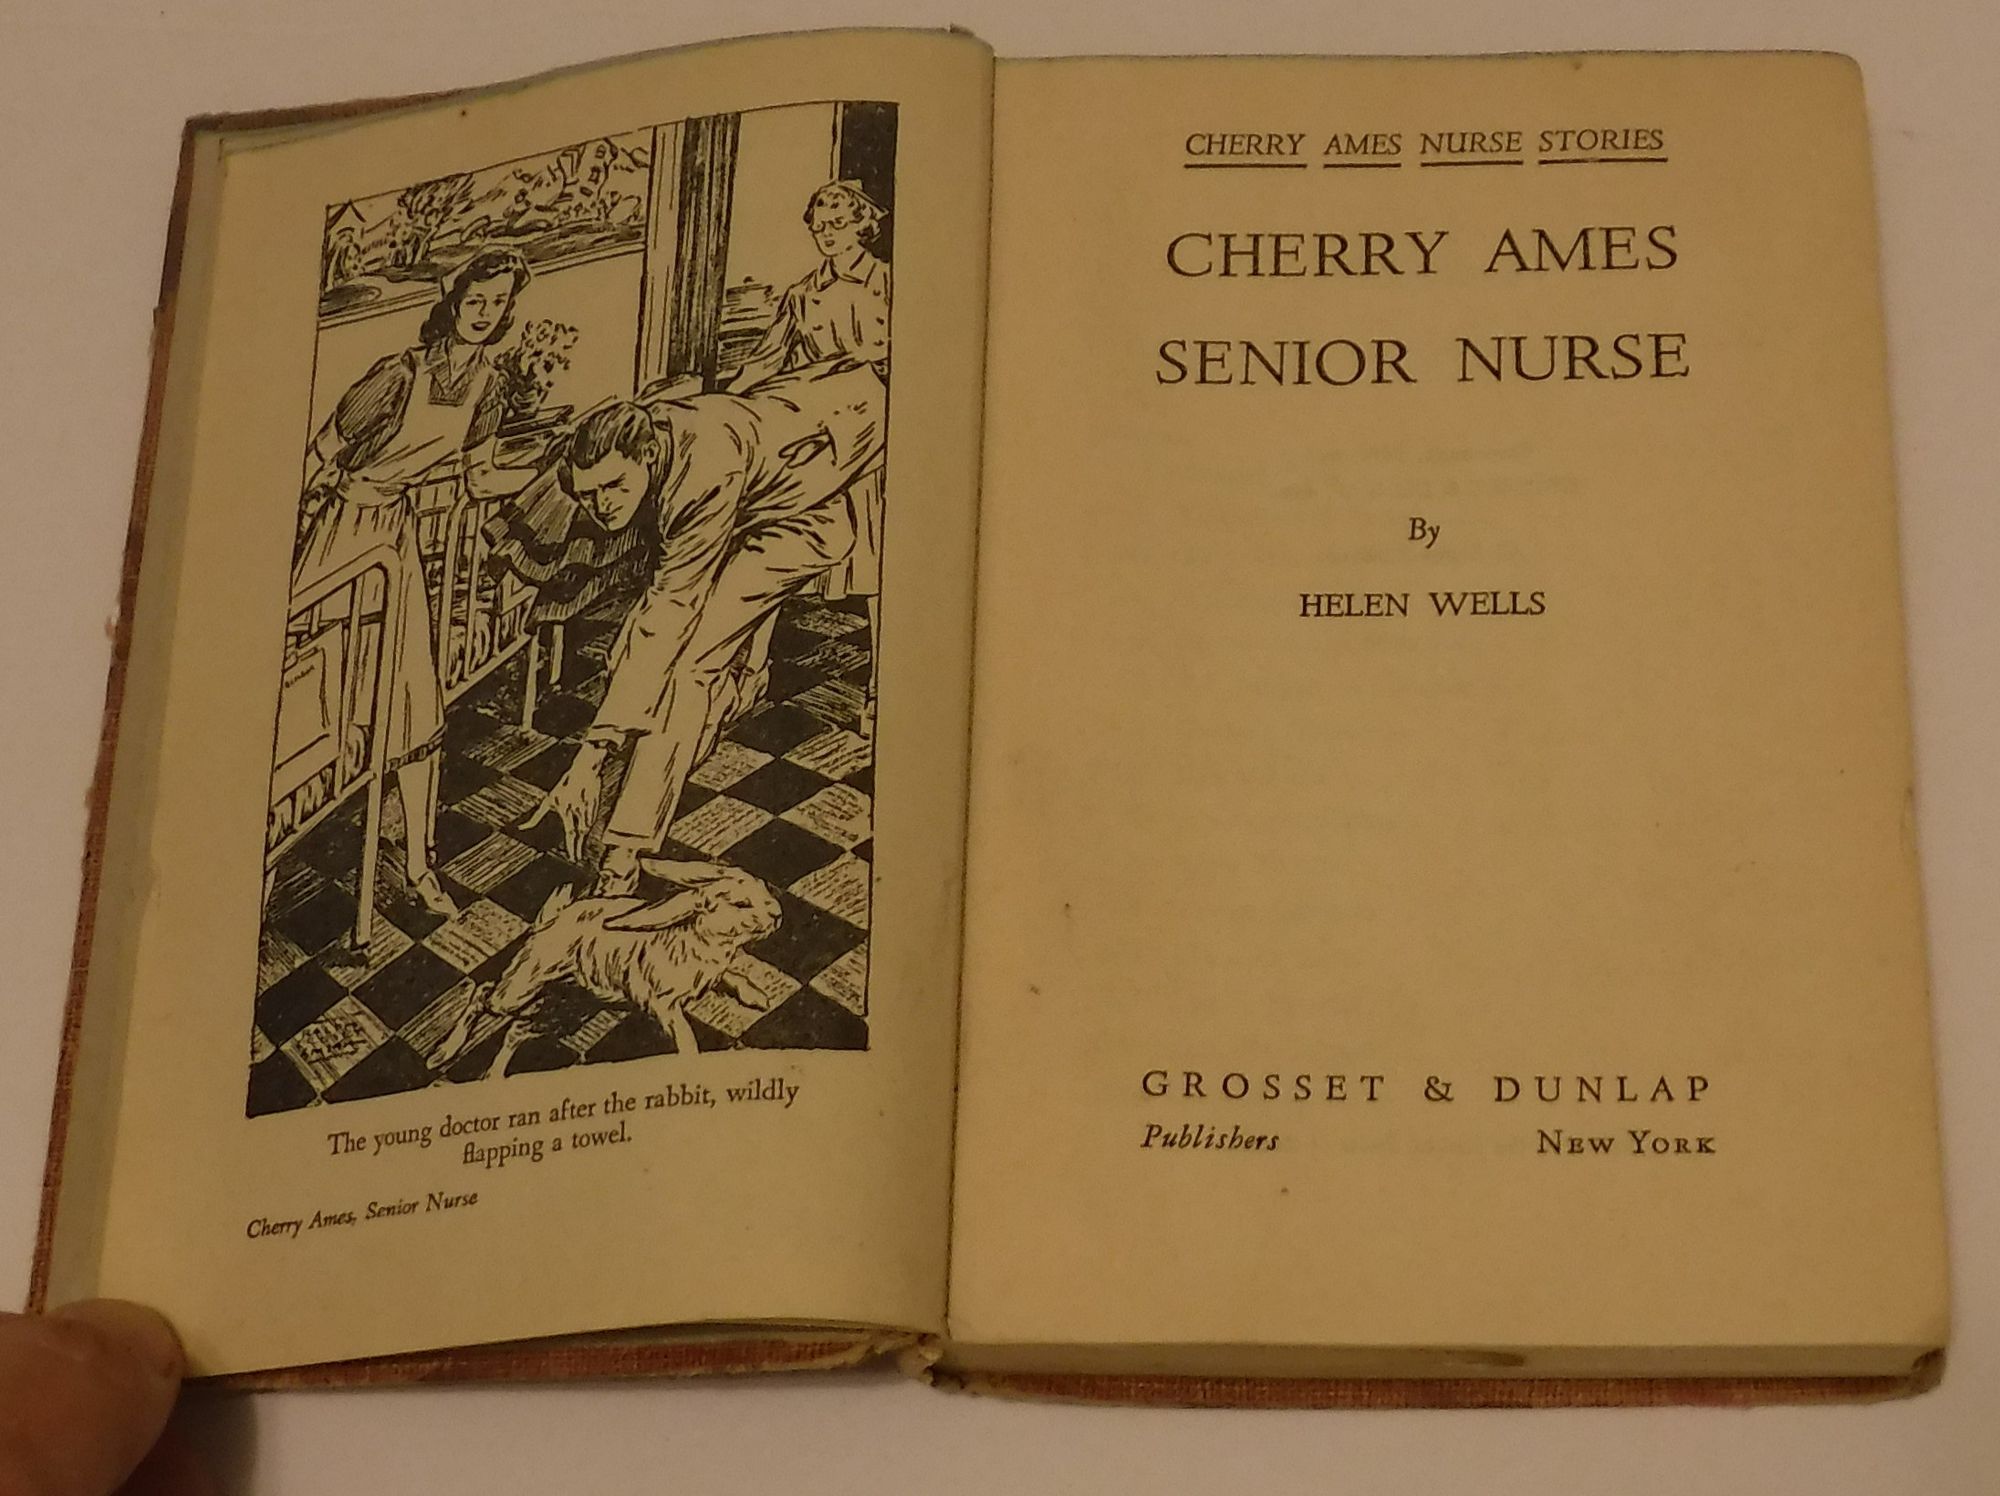 The young doctor ran after the rabbit, wildly
flapping a towel.
Cherry Ames, Senior Nurse
CHERRY AMES NURSE STORIES
CHERRY AMES
SENIOR NURSE
By
HELEN WELLS
GROSSET & DUNLAP
Publishers NEW YORK